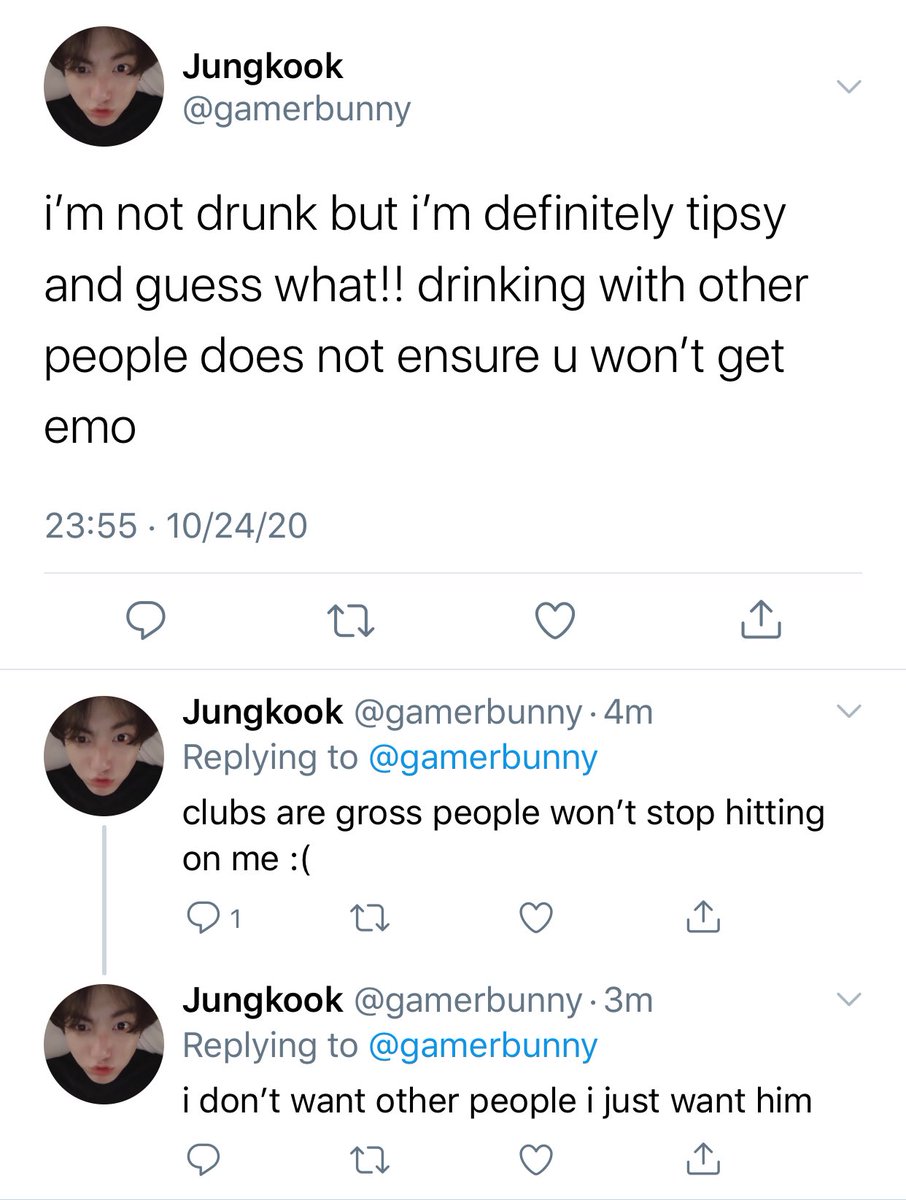 Jungkook
@gamerbunny
i’m not drunk but i’m definitely tipsy
and guess what!! drinking with other
people does not ensure u won’t get
emo
23:55 · 10/24/20
Jungkook @gamerbunny · 4m
Replying to @gamerbunny
clubs are gross people won’t stop hitting
on me :(
1
Jungkook @gamerbunny · 3m
Replying to @gamerbunny
i don’t want other people i just want him